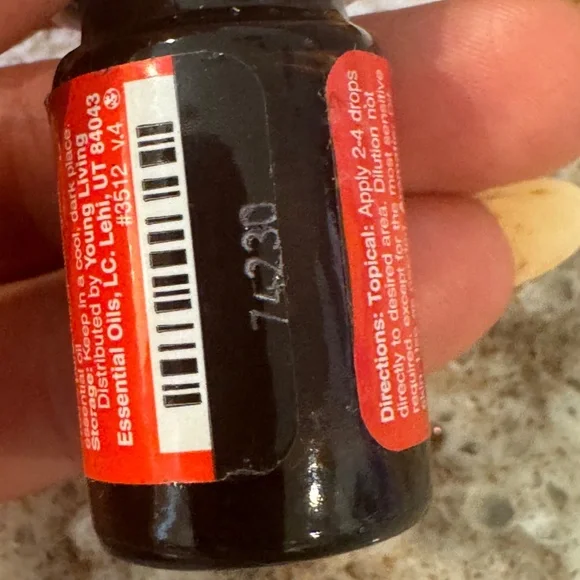 essential oil
Storage: Keep in a cool, dark place.
Distributed by Young Living
Essential Oils, LC. Lehi, UT 84043
#3512 v.4
74230
Directions: Topical: Apply 2-4 drops
directly to desired area. Dilution not
required, except for the most sensitive